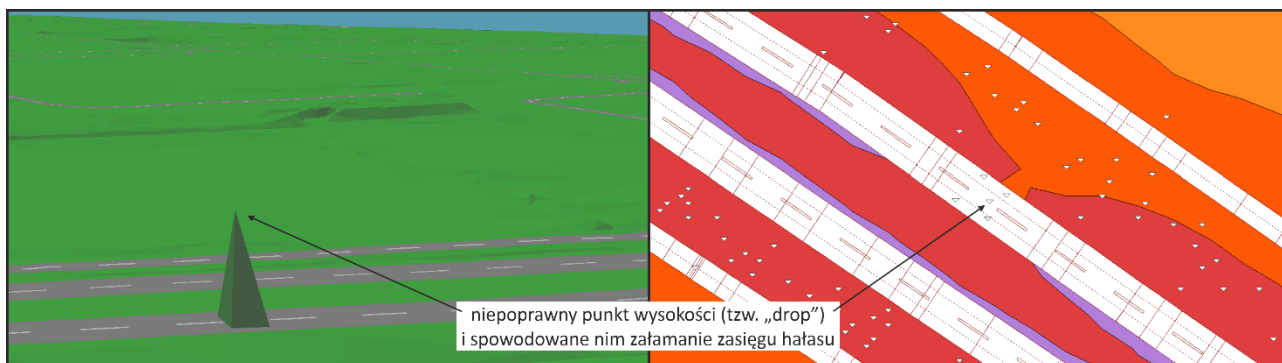 niepoprawny punkt wysokości (tzw. „drop”)
i spowodowane nim załamanie zasięgu hałasu